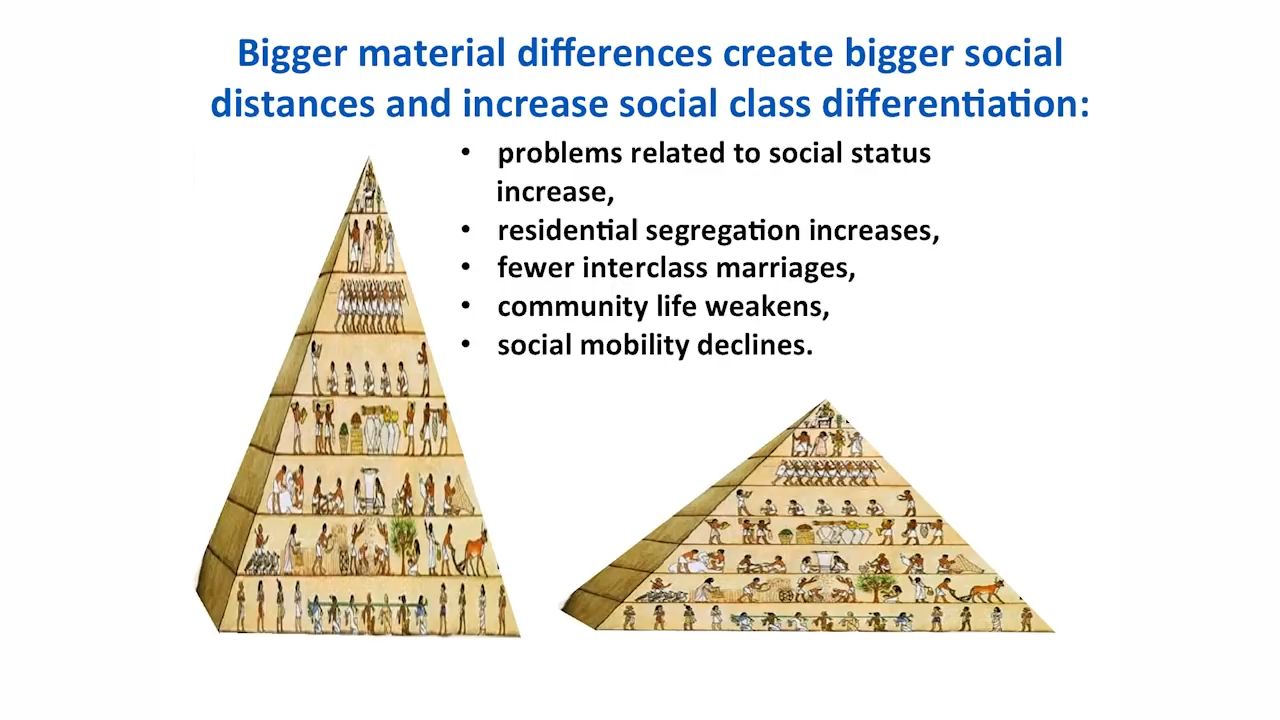 Bigger material differences create bigger social
distances and increase social class differentiation:
• problems related to social status
increase,
• residential segregation increases,
• fewer interclass marriages,
• community life weakens,
• social mobility declines.